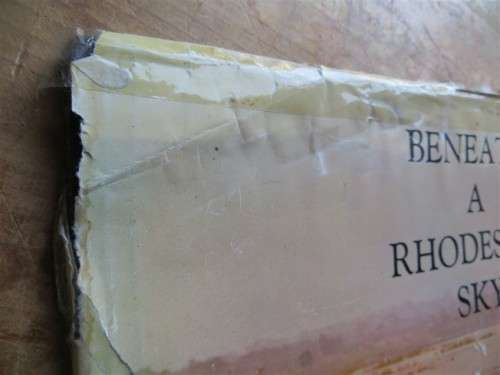 BENEAT
A
RHODES
SKY